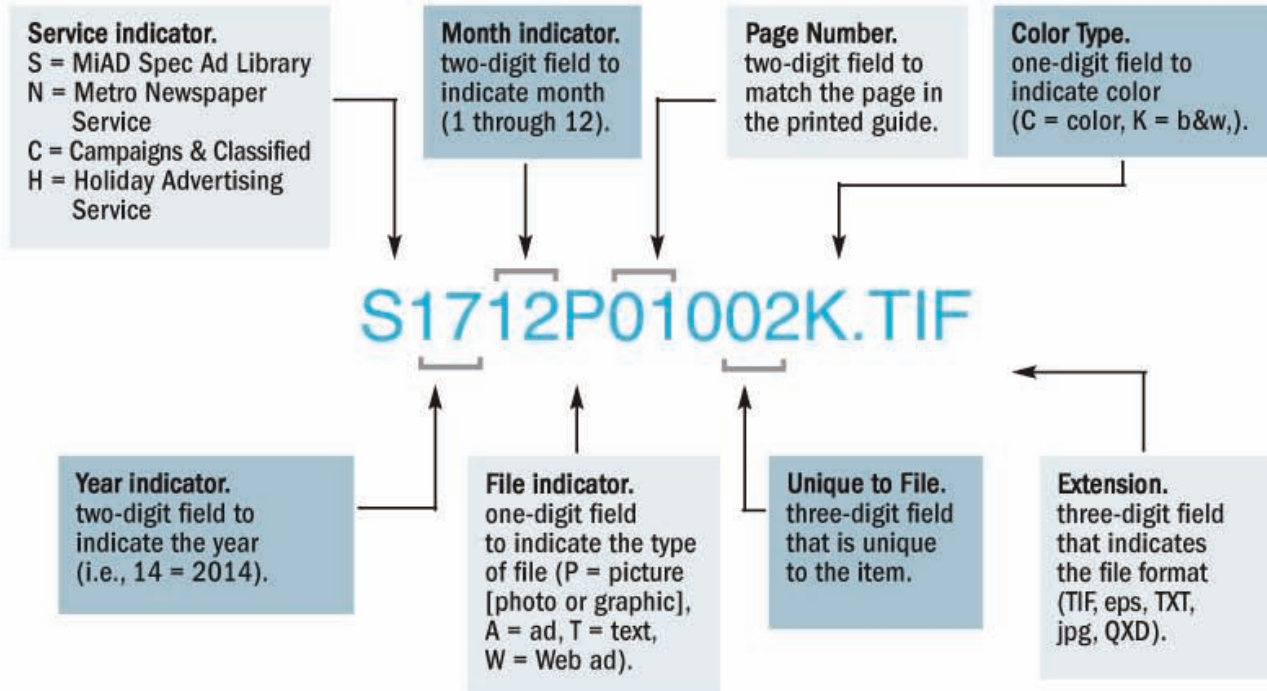 Service indicator.
S = MiAD Spec Ad Library
N = Metro Newspaper
Service
C = Campaigns & Classified
H = Holiday Advertising
Service
Month indicator.
two-digit field to
indicate month
(1 through 12).
Page Number.
two-digit field to
match the page in
the printed guide.
Color Type.
one-digit field to
indicate color
(C = color, K = b&w,).
S1712P01002K.TIF
Year indicator.
two-digit field to
indicate the year
(i.e., 14 = 2014).
File indicator.
one-digit field
to indicate the type
of file (P = picture
[photo or graphic],
A = ad, T = text,
W = Web ad).
Unique to File.
three-digit field
that is unique
to the item.
Extension.
three-digit field
that indicates
the file format
(TIF, eps, TXT,
jpg, QXD).